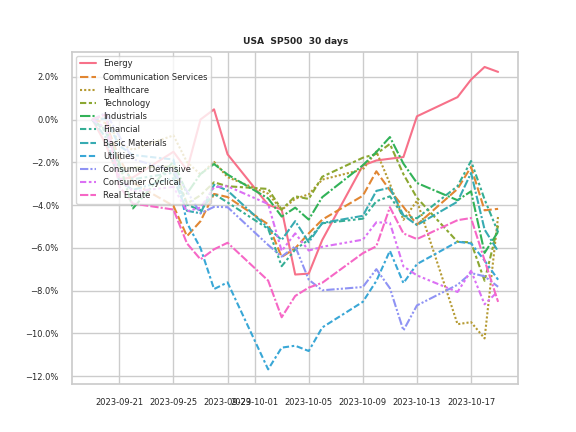 USA  SP500  30 days
2.0%
0.0%
−2.0%
−4.0%
−6.0%
−8.0%
−10.0%
−12.0%
Energy
Communication Services
Healthcare
Technology
Industrials
Financial
Basic Materials
Utilities
Consumer Defensive
Consumer Cyclical
Real Estate
2023-09-21 2023-09-25 2023-09-29 2023-10-01 2023-10-05 2023-10-09 2023-10-13 2023-10-17